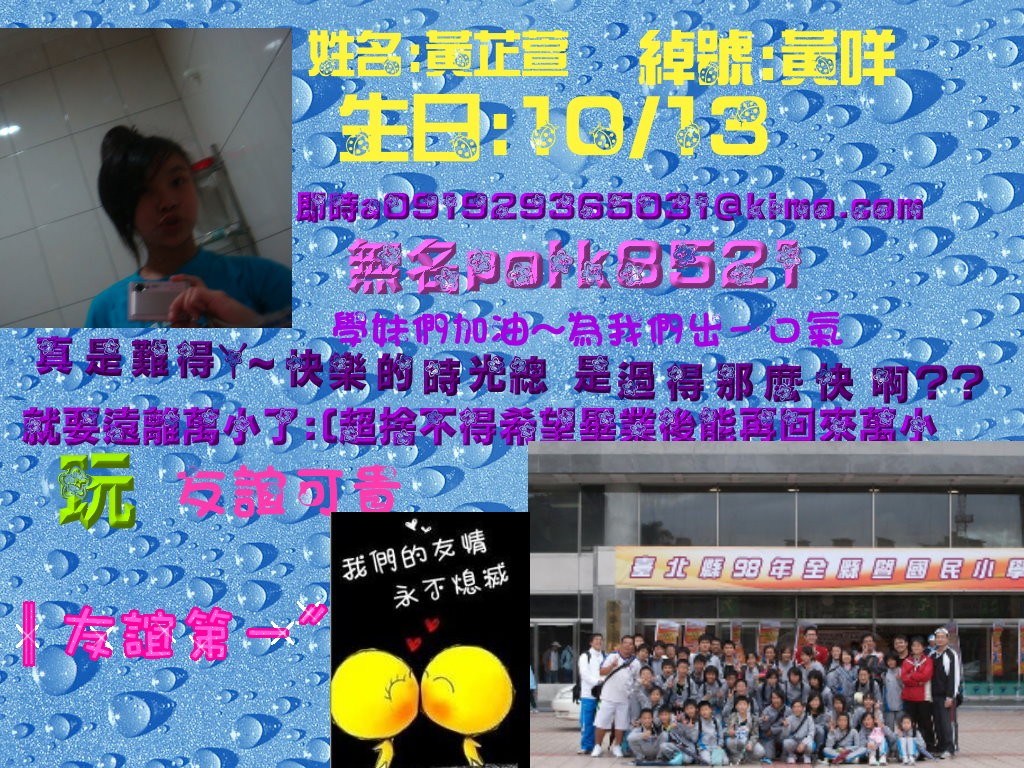 姓名:黃芷萱 綽號:黃咩
生日:10/13
即時a0919293665031@kimo.com
無名polk8521
學妹們加油~為我們出一口氣
真是難得丫~快樂的時光總 是過得那麼快 啊??
就要遠離萬小了:(超捨不得希望畢業後能再回來萬小
玩 友誼可貴
我們的友情
永不熄滅
臺北縣98年全縣暨國民小學
║友誼第一〞